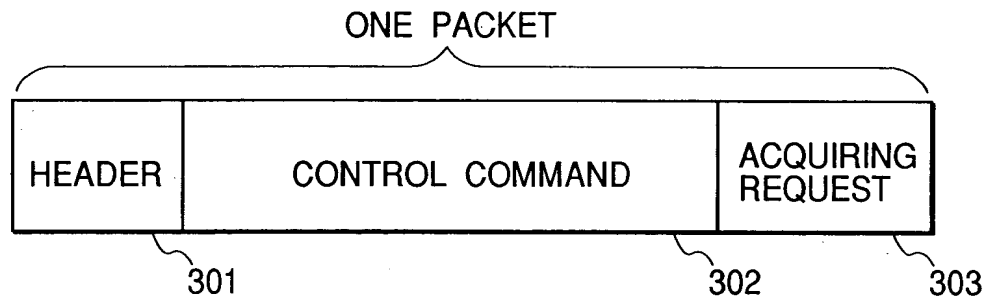 ONE PACKET
HEADER
CONTROL COMMAND
ACQUIRING
REQUEST
301
302
303